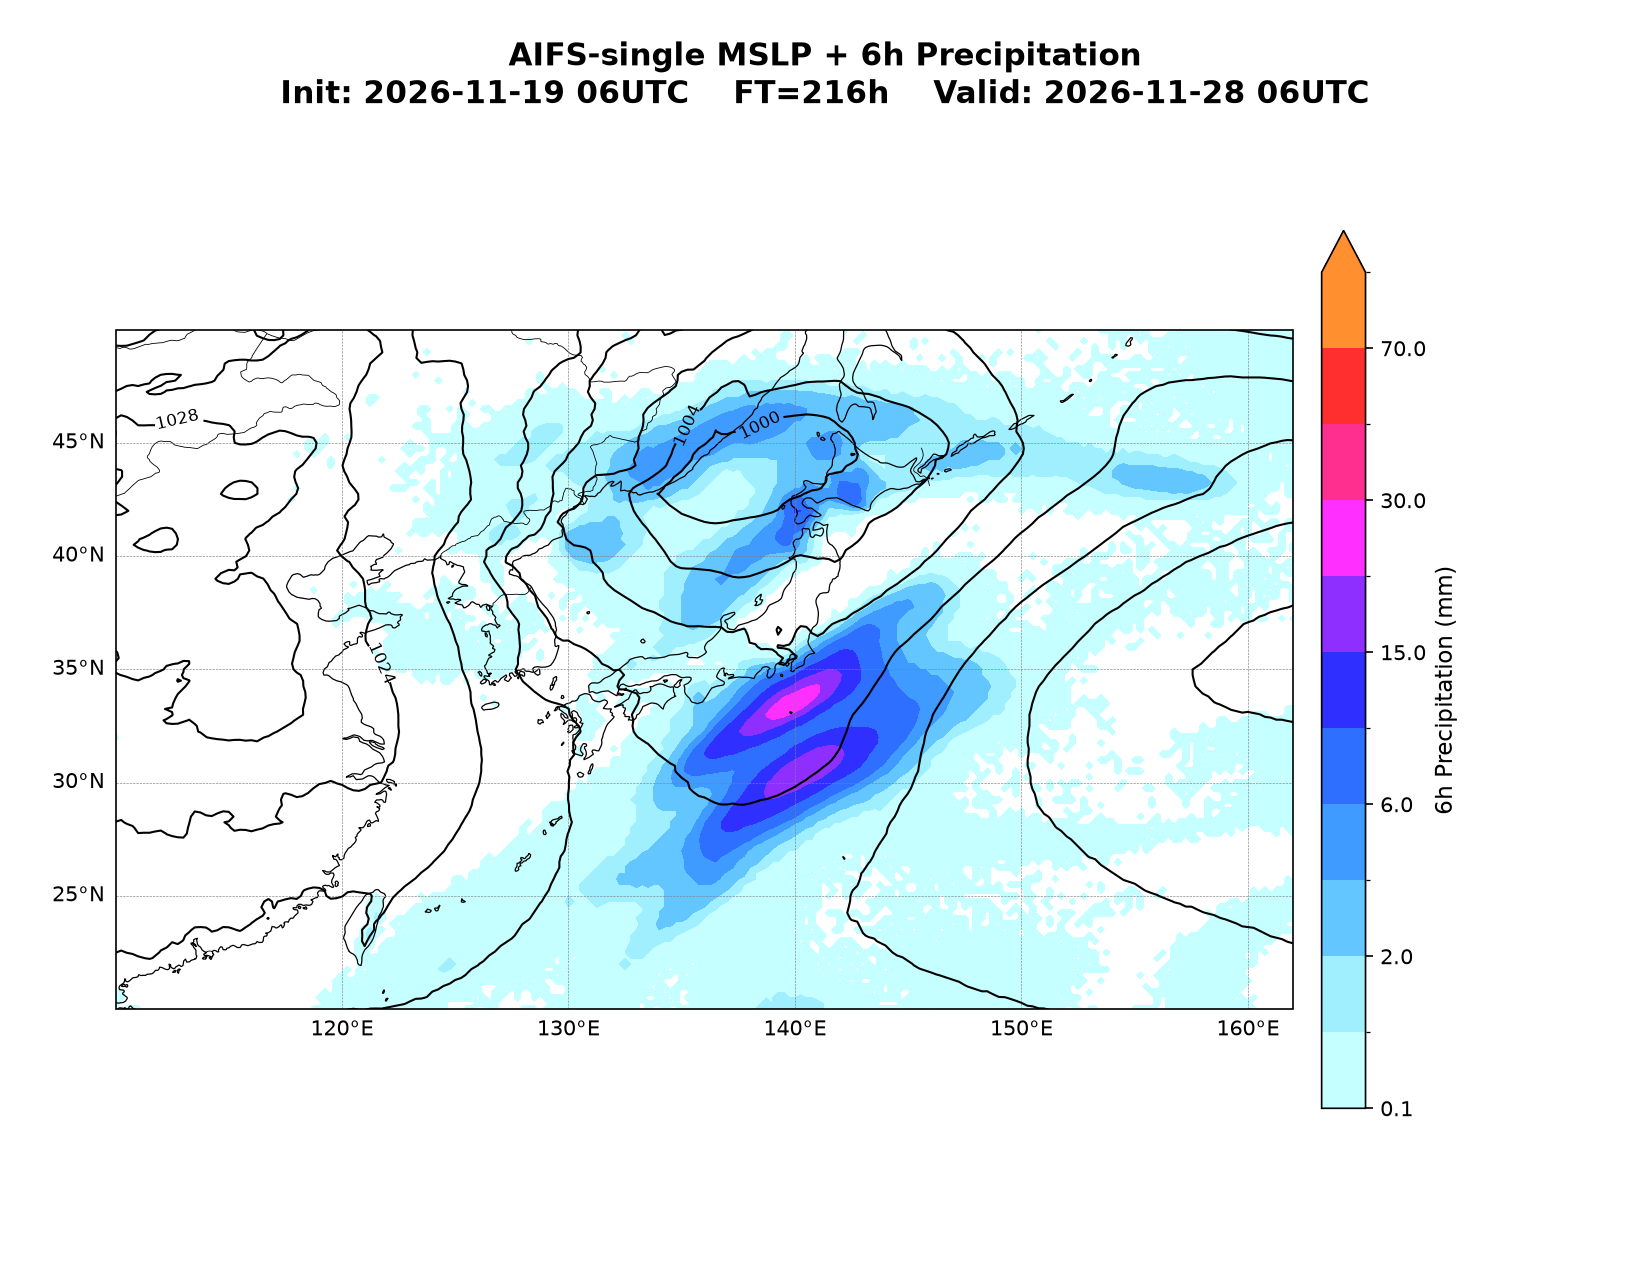 AIFS-single MSLP + 6h Precipitation
Init: 2026-11-19 06UTC    FT=216h    Valid: 2026-11-28 06UTC
70.0
30.0
15.0
6.0
2.0
0.1
6h Precipitation (mm)
45°N
40°N
35°N
30°N
25°N
120°E
130°E
140°E
150°E
160°E
1028
1004
1000
1024